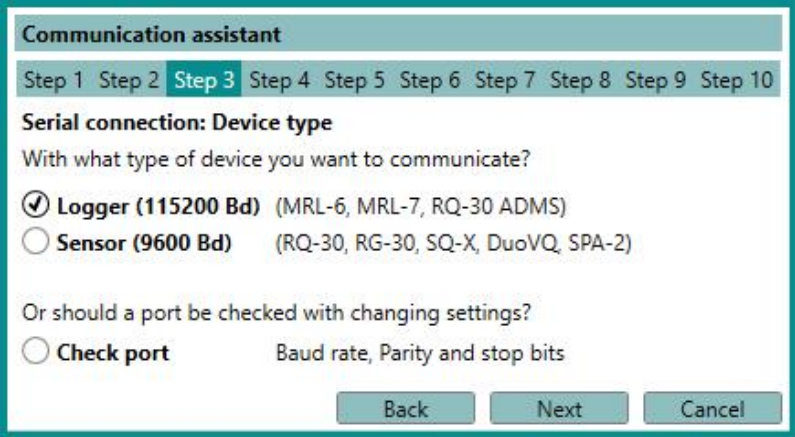 Communication assistant
Step 1 Step 2 Step 3 Step 4 Step 5 Step 6 Step 7 Step 8 Step 9 Step 10
Serial connection: Device type
With what type of device you want to communicate?
Logger (115200 Bd) (MRL-6, MRL-7, RQ-30 ADMS)
Sensor (9600 Bd) (RQ-30, RG-30, SQ-X, DuoVQ, SPA-2)
Or should a port be checked with changing settings?
Check port Baud rate, Parity and stop bits
Back Next Cancel